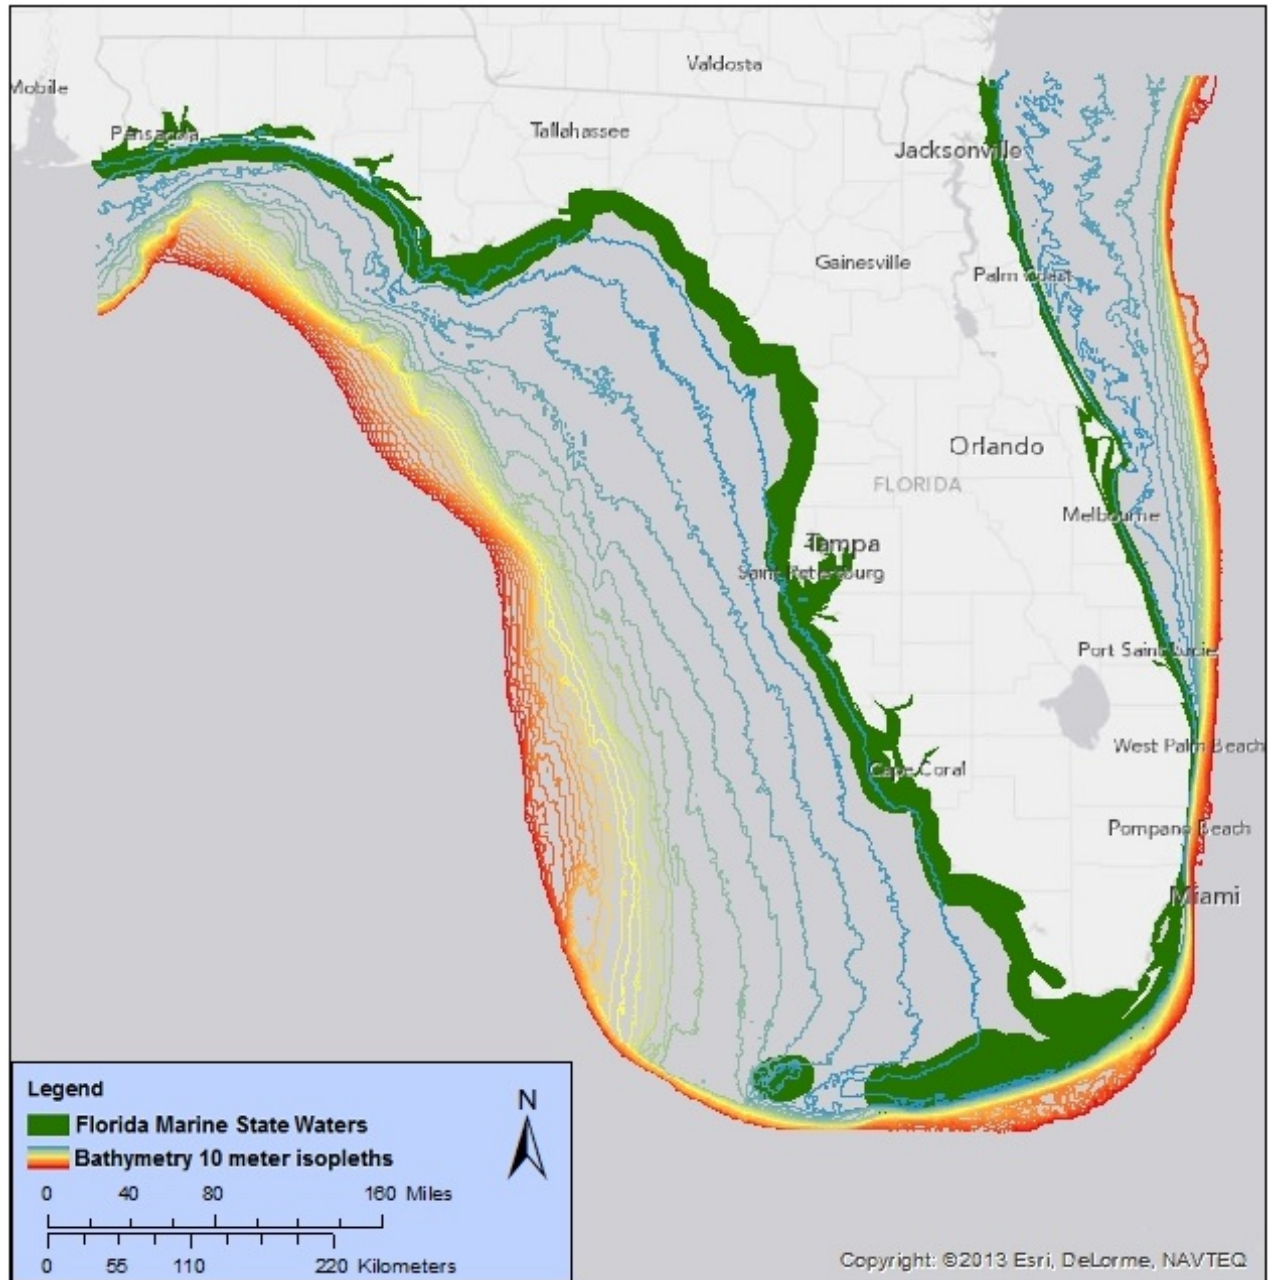 Valdosta
Mobile
Pensacola
Tallahassee
Jacksonville
Gainesville
Palm Coast
Orlando
FLORIDA
Melbourne
Tampa
Saint Petersburg
Port Saint Lucie
West Palm Beach
Cape Coral
Pompano Beach
Miami
Legend
Florida Marine State Waters
Bathymetry 10 meter isopleths
N
0 40 80 160 Miles
0 55 110 220 Kilometers
Copyright: ©2013 Esri, DeLorme, NAVTEQ